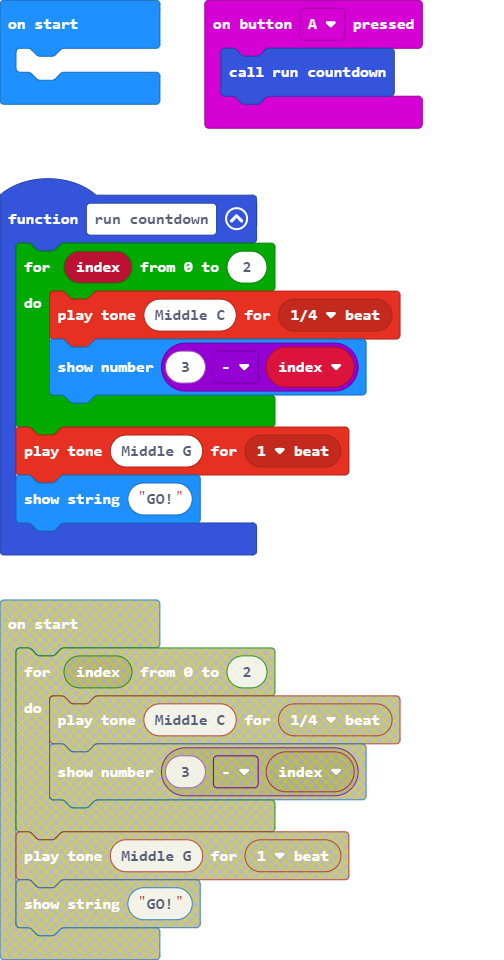 on start
on button A pressed
call run countdown
function run countdown
for index from 0 to 2
do
play tone Middle C for 1/4 beat
show number 3 - index
play tone Middle G for 1 beat
show string "GO!"
on start
for index from 0 to 2
do
play tone Middle C for 1/4 beat
show number 3 - index
play tone Middle G for 1 beat
show string "GO!"